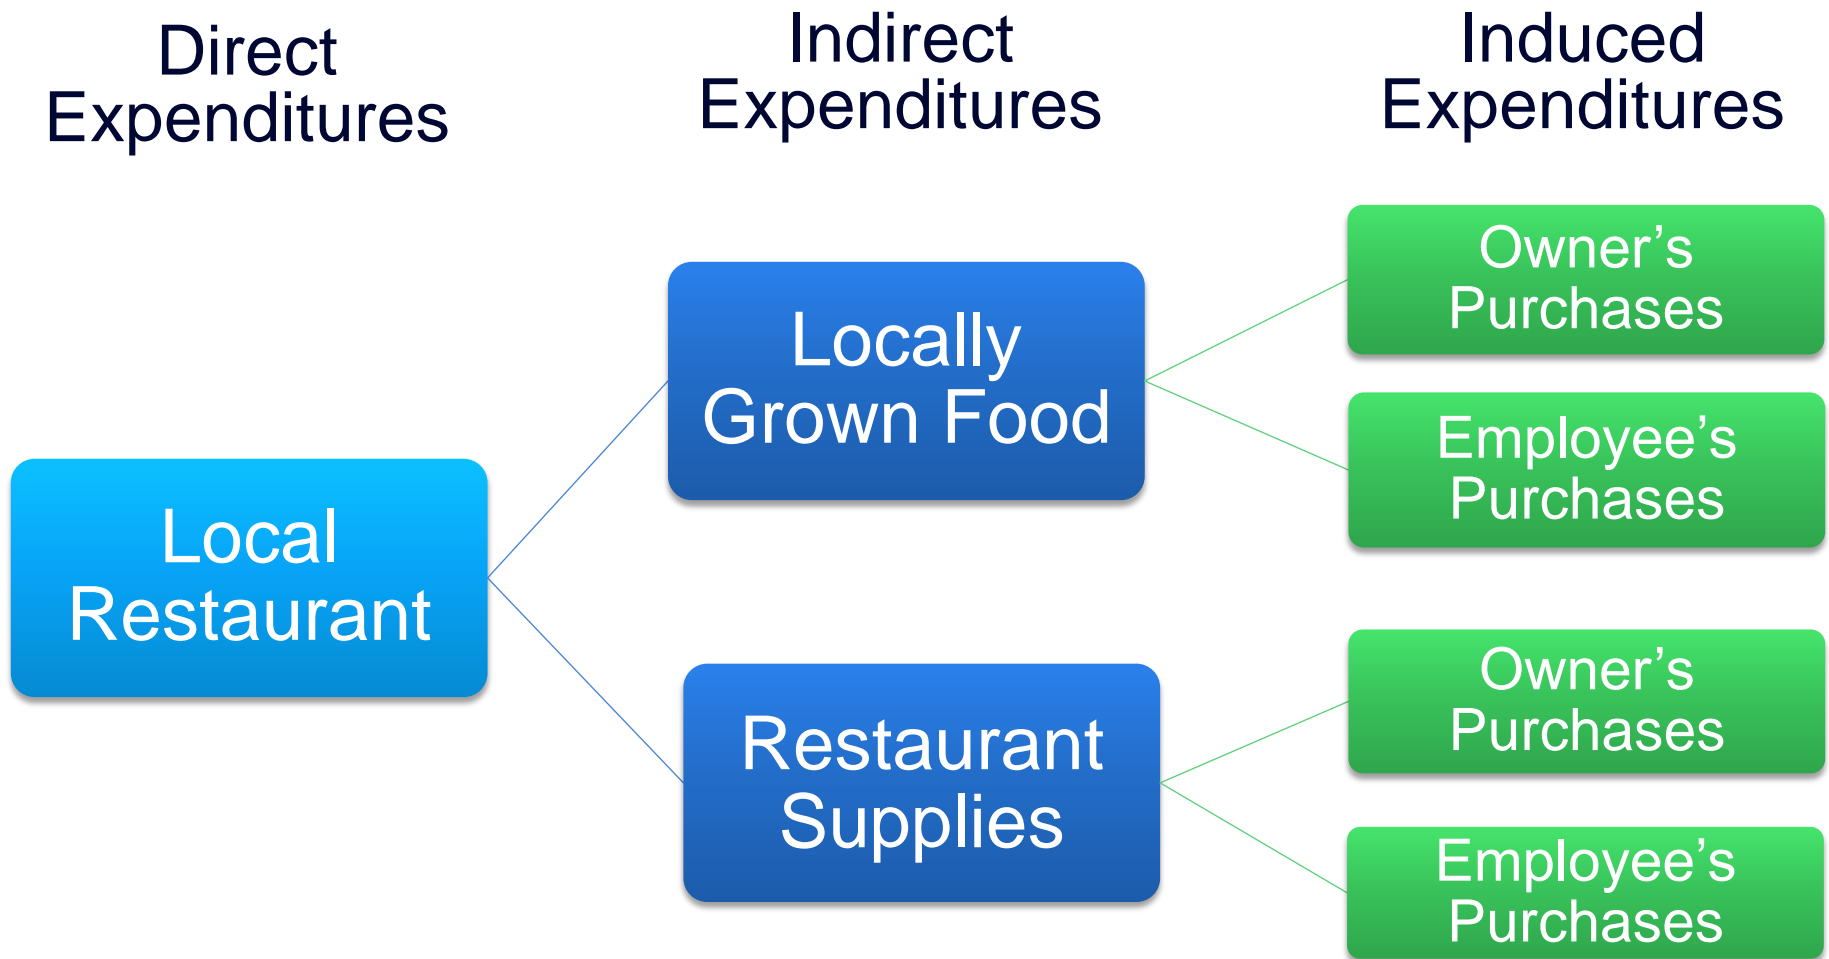 Direct
Expenditures
Indirect
Expenditures
Induced
Expenditures
Local
Restaurant
Locally
Grown Food
Restaurant
Supplies
Owner’s
Purchases
Employee’s
Purchases
Owner’s
Purchases
Employee’s
Purchases